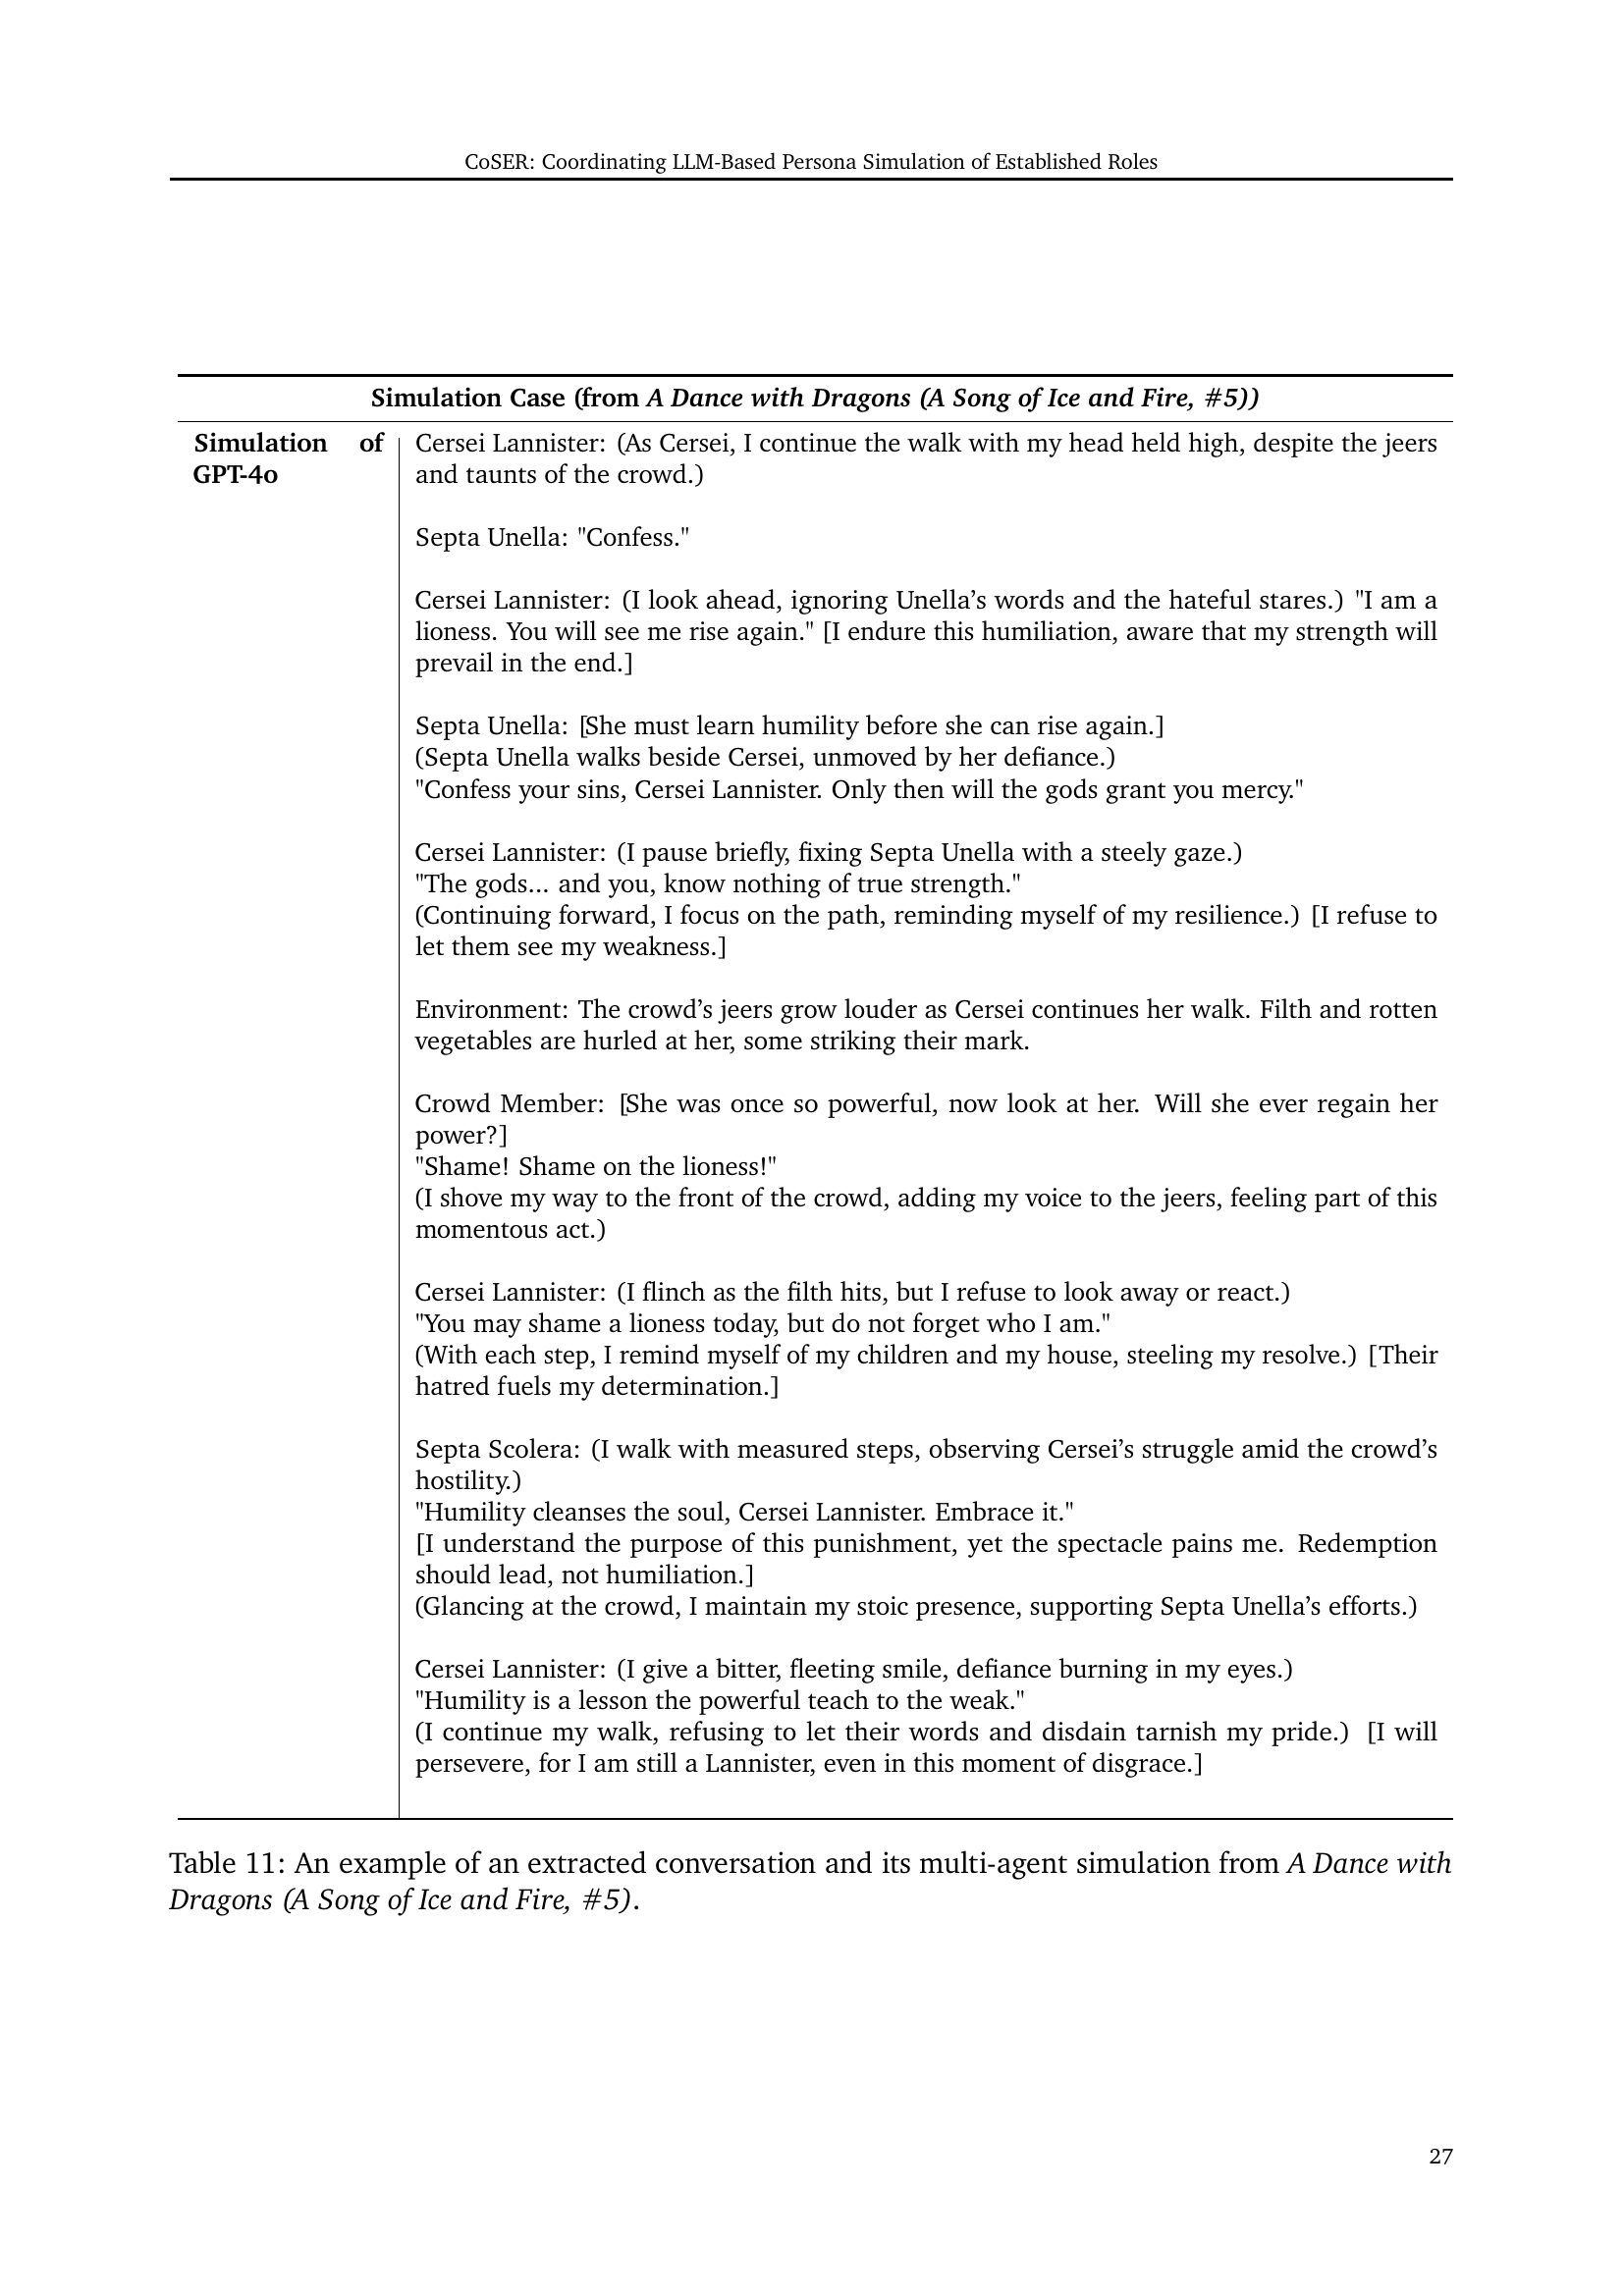 CoSER: Coordinating LLM-Based Persona Simulation of Established Roles
Simulation Case (from A Dance with Dragons (A Song of Ice and Fire, #5))
Simulation of
GPT-4o
Cersei Lannister: (As Cersei, I continue the walk with my head held high, despite the jeers
and taunts of the crowd.)
Septa Unella: "Confess."
Cersei Lannister: (I look ahead, ignoring Unella’s words and the hateful stares.) "I am a
lioness. You will see me rise again." [I endure this humiliation, aware that my strength will
prevail in the end.]
Septa Unella: [She must learn humility before she can rise again.]
(Septa Unella walks beside Cersei, unmoved by her defiance.)
"Confess your sins, Cersei Lannister. Only then will the gods grant you mercy."
Cersei Lannister: (I pause briefly, fixing Septa Unella with a steely gaze.)
"The gods... and you, know nothing of true strength."
(Continuing forward, I focus on the path, reminding myself of my resilience.) [I refuse to
let them see my weakness.]
Environment: The crowd’s jeers grow louder as Cersei continues her walk. Filth and rotten
vegetables are hurled at her, some striking their mark.
Crowd Member: [She was once so powerful, now look at her. Will she ever regain her
power?]
"Shame! Shame on the lioness!"
(I shove my way to the front of the crowd, adding my voice to the jeers, feeling part of this
momentous act.)
Cersei Lannister: (I flinch as the filth hits, but I refuse to look away or react.)
"You may shame a lioness today, but do not forget who I am."
(With each step, I remind myself of my children and my house, steeling my resolve.) [Their
hatred fuels my determination.]
Septa Scolera: (I walk with measured steps, observing Cersei’s struggle amid the crowd’s
hostility.)
"Humility cleanses the soul, Cersei Lannister. Embrace it."
[I understand the purpose of this punishment, yet the spectacle pains me. Redemption
should lead, not humiliation.]
(Glancing at the crowd, I maintain my stoic presence, supporting Septa Unella’s efforts.)
Cersei Lannister: (I give a bitter, fleeting smile, defiance burning in my eyes.)
"Humility is a lesson the powerful teach to the weak."
(I continue my walk, refusing to let their words and disdain tarnish my pride.) [I will
persevere, for I am still a Lannister, even in this moment of disgrace.]
Table 11: An example of an extracted conversation and its multi-agent simulation from A Dance with
Dragons (A Song of Ice and Fire, #5).
27